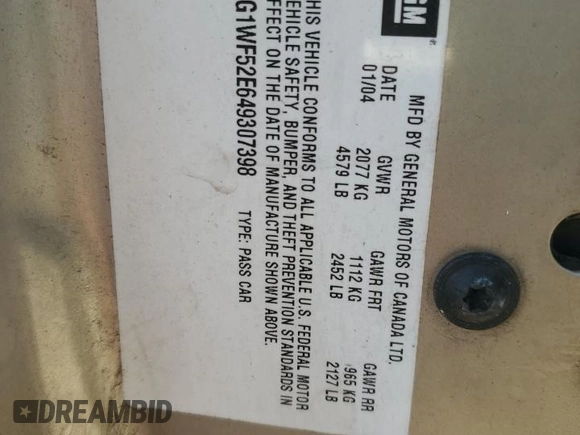 GM
®
MFD BY GENERAL MOTORS OF CANADA LTD.
DATE GVWR GAWR FRT GAWR RR
01/04 2077 KG 1112 KG 965 KG
4579 LB 2452 LB 2127 LB
THIS VEHICLE CONFORMS TO ALL APPLICABLE U.S. FEDERAL MOTOR
VEHICLE SAFETY, BUMPER, AND THEFT PREVENTION STANDARDS IN
EFFECT ON THE DATE OF MANUFACTURE SHOWN ABOVE.
G1WF52E649307398 TYPE: PASS CAR
DREAMBID